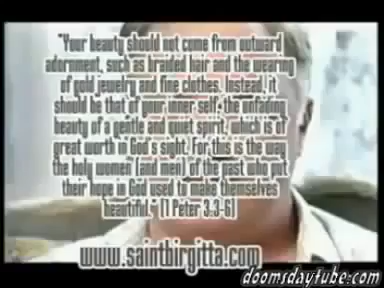 "Your beauty should not come from outward
adornment, such as braided hair and the wearing
of gold jewelry and fine clothes. Instead, it
should be that of your inner self, the unfading
beauty of a gentle and quiet spirit, which is of
great worth in God's sight. For this is the way
the holy women (and men) of the past who put
their hope in God used to make themselves
beautiful." (1 Peter 3.3-6)
www.saintbirgitta.com
doomsdaytube.com